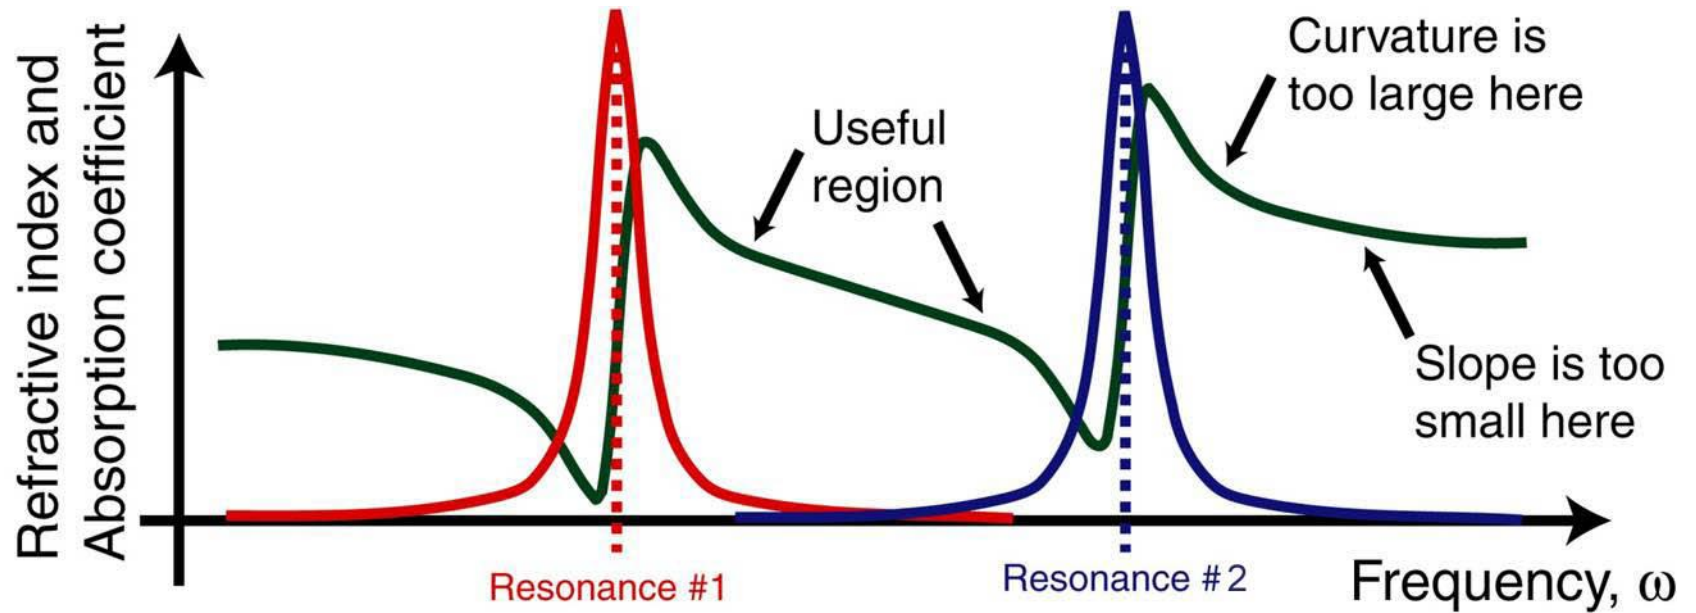 Refractive index and
Absorption coefficient
Useful
region
Curvature is
too large here
Slope is too
small here
Resonance #1
Resonance #2
Frequency, ω